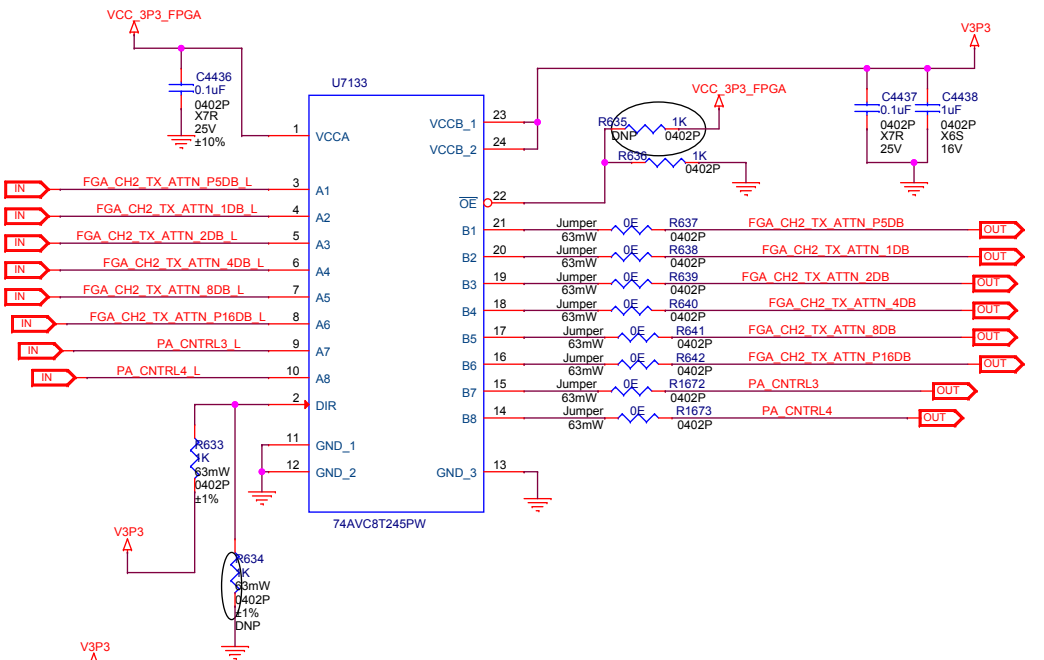 VCC_3P3_FPGA
V3P3
C4436
0.1uF
0402P
X7R
25V
±10%
U7133
VCC_3P3_FPGA
C4437
0.1uF
0402P
X7R
25V
C4438
1uF
0402P
X6S
16V
1
VCCA
VCCB_1
23
VCCB_2
24
R635
1K
DNP
0402P
R636
1K
0402P
IN
FGA_CH2_TX_ATTN_P5DB_L
3
A1
IN
FGA_CH2_TX_ATTN_1DB_L
4
A2
OE
22
IN
FGA_CH2_TX_ATTN_2DB_L
5
A3
B1
21
Jumper
0E
R637
FGA_CH2_TX_ATTN_P5DB
OUT
63mW
0402P
IN
FGA_CH2_TX_ATTN_4DB_L
6
A4
B2
20
Jumper
0E
R638
FGA_CH2_TX_ATTN_1DB
OUT
63mW
0402P
IN
FGA_CH2_TX_ATTN_8DB_L
7
A5
B3
19
Jumper
0E
R639
FGA_CH2_TX_ATTN_2DB
OUT
63mW
0402P
IN
FGA_CH2_TX_ATTN_P16DB_L
8
A6
B4
18
Jumper
0E
R640
FGA_CH2_TX_ATTN_4DB
OUT
63mW
0402P
IN
PA_CNTRL3_L
9
A7
B5
17
Jumper
0E
R641
FGA_CH2_TX_ATTN_8DB
OUT
63mW
0402P
IN
PA_CNTRL4_L
10
A8
B6
16
Jumper
0E
R642
FGA_CH2_TX_ATTN_P16DB
OUT
63mW
0402P
2
DIR
B7
15
Jumper
0E
R1672
PA_CNTRL3
OUT
63mW
0402P
B8
14
Jumper
0E
R1673
PA_CNTRL4
OUT
63mW
0402P
R633
1K
63mW
0402P
±1%
11
GND_1
12
GND_2
GND_3
13
74AVC8T245PW
V3P3
R634
1K
63mW
0402P
±1%
DNP
V3P3